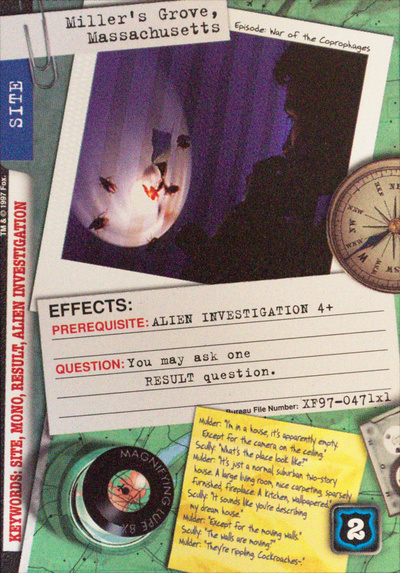 Miller's Grove,
Massachusetts
Episode: War of the Coprophages
SITE
TM & © 1997 Fox.
KEYWORDS: SITE, MONO, RESULT, ALIEN INVESTIGATION
EFFECTS:
PREREQUISITE: ALIEN INVESTIGATION 4+
QUESTION: You may ask one
RESULT question.
Bureau File Number: XF97-0471x1
MAGNIFYING LUPE 8X
Mulder: "In a house, it's apparently empty.
Except for the camera on the ceiling."
Scully: "What's the place look like?"
Mulder: "It's just a normal suburban two-story
house. A large living room, nice carpeting, sparsely
furnished, fireplace. A kitchen, wallpapered."
Scully: "It sounds like you're describing
my dream house."
Mulder: "Except for the moving walls."
Scully: "The walls are moving?"
Mulder: "They're rippling. Cockroaches-."
2